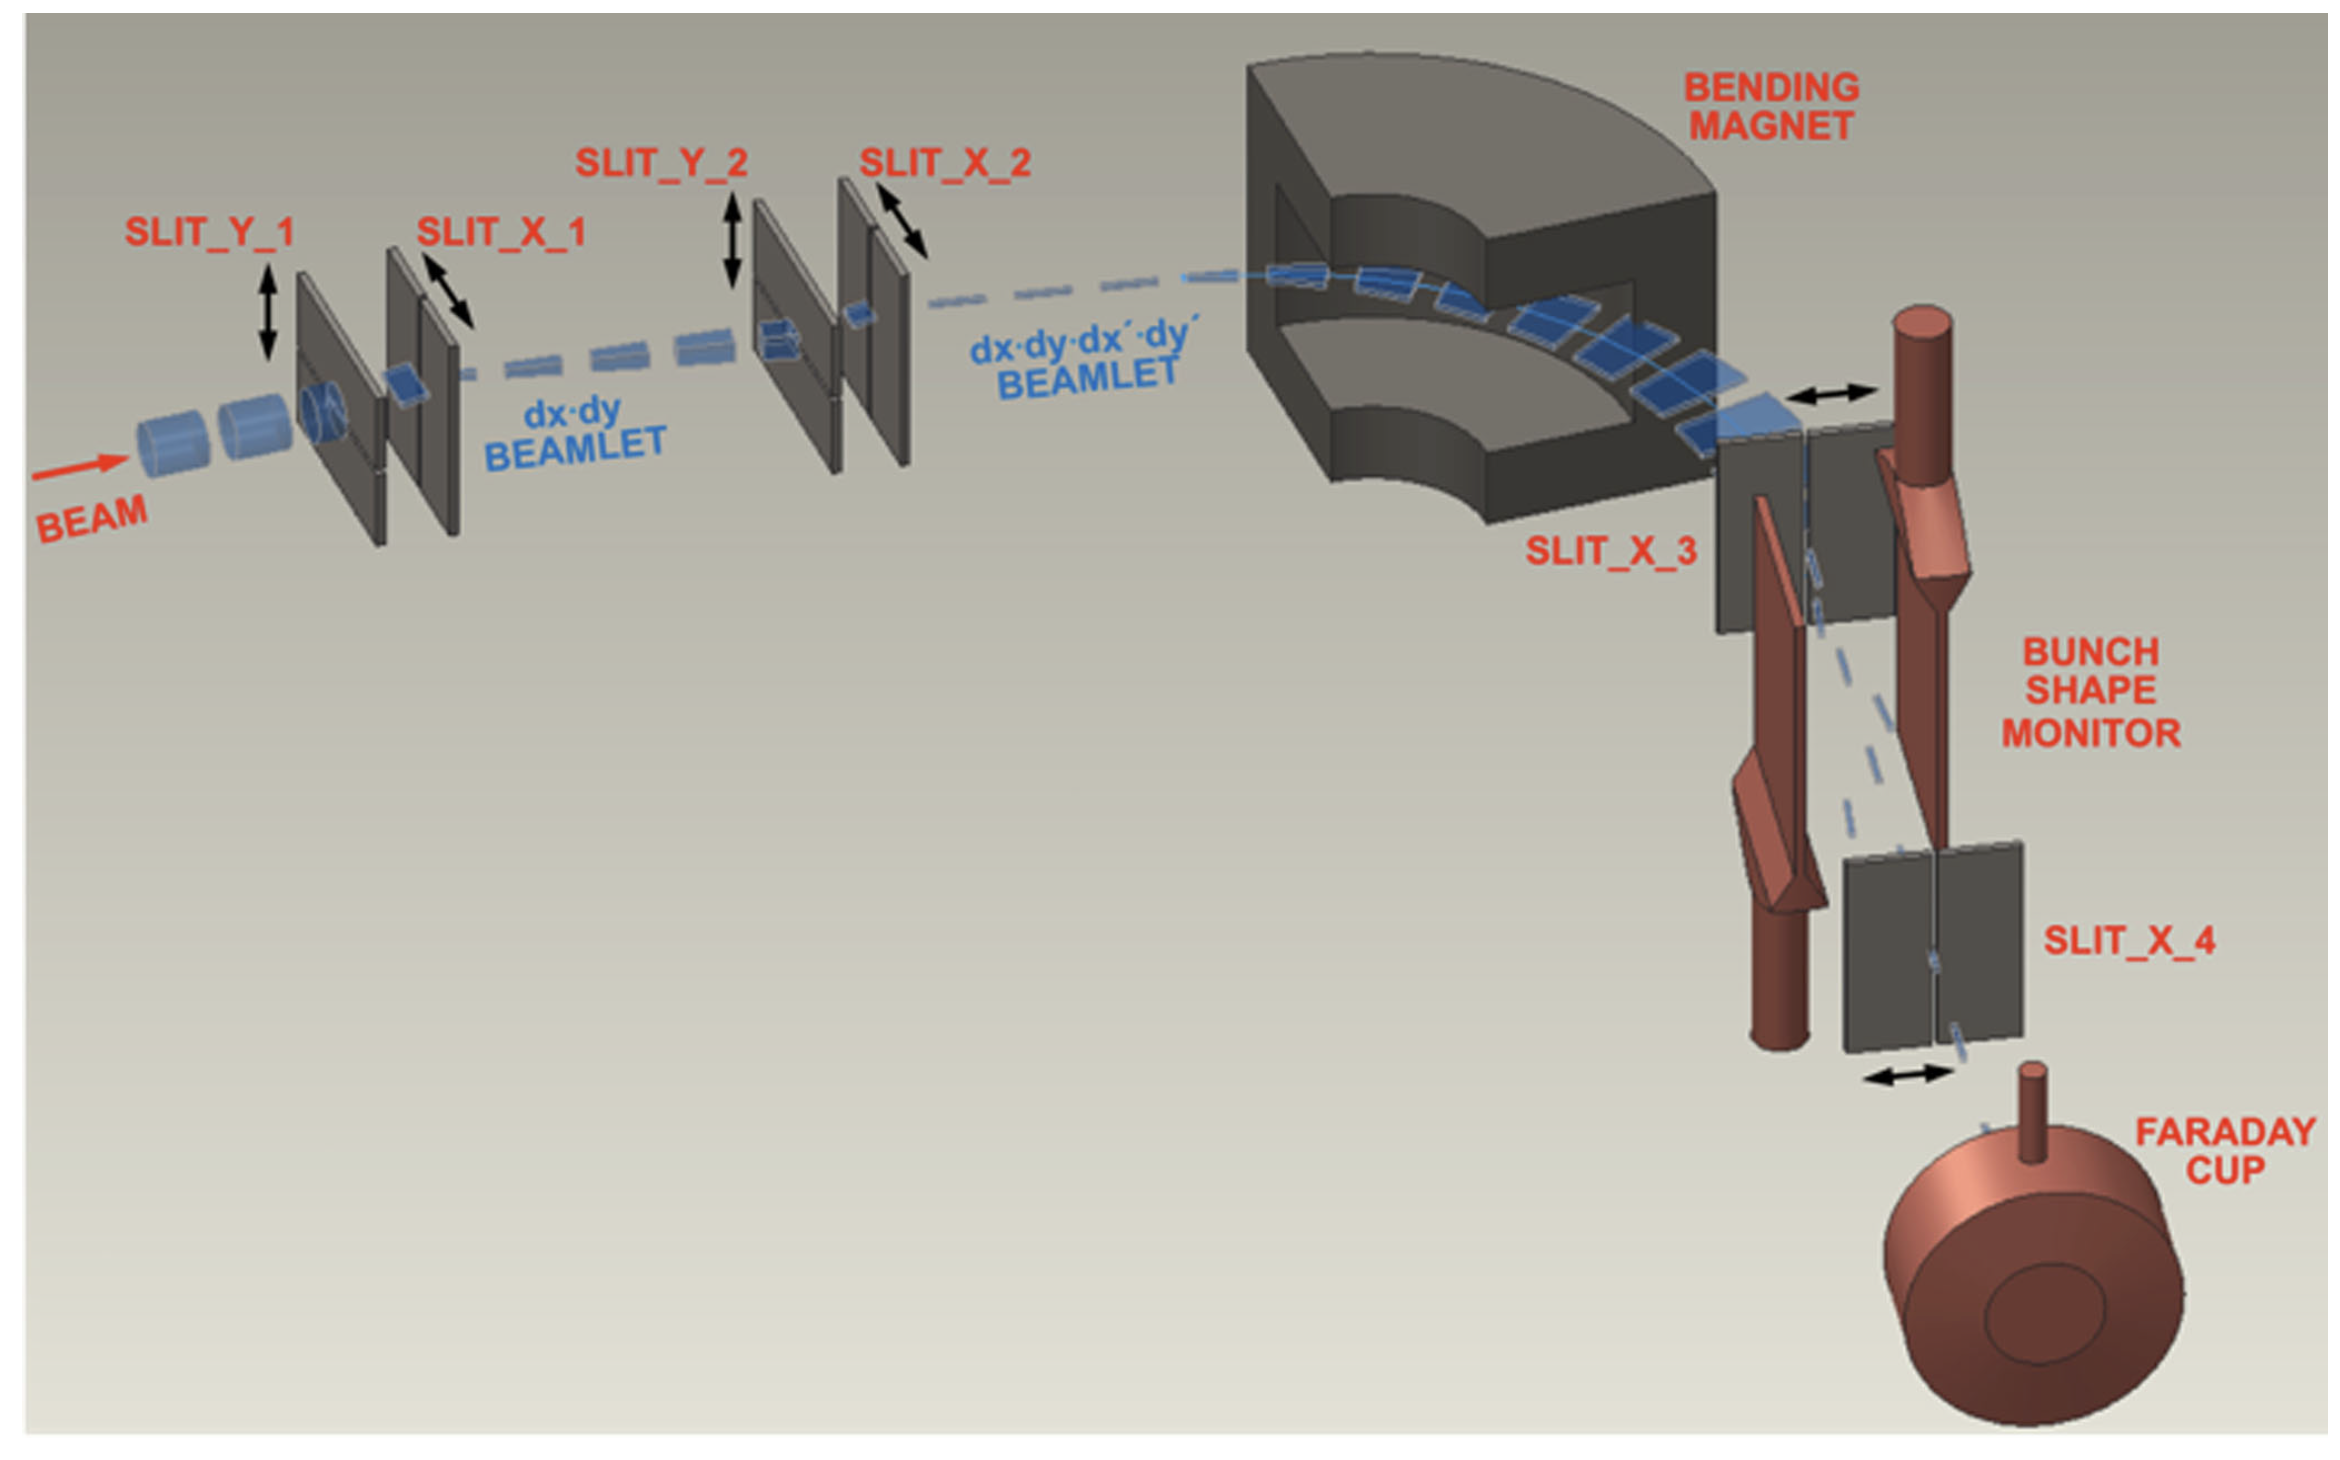 BENDING
MAGNET
SLIT_Y_2
SLIT_X_2
SLIT_Y_1
SLIT_X_1
dx·dy·dx´·dy´
BEAMLET
dx·dy
BEAMLET
BEAM
SLIT_X_3
BUNCH
SHAPE
MONITOR
SLIT_X_4
FARADAY
CUP